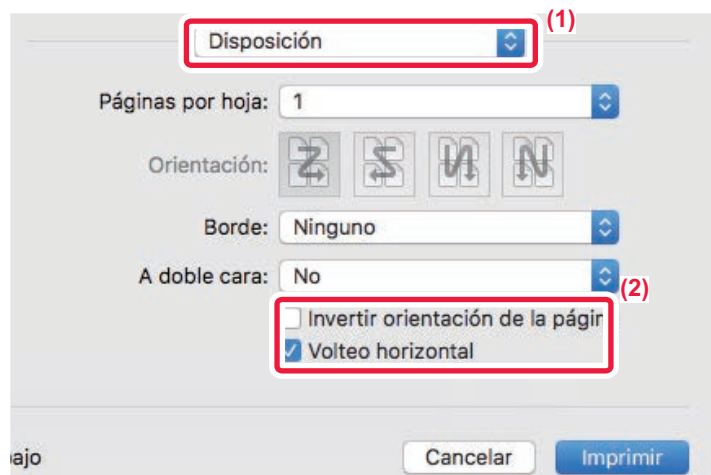 (1)
Disposición
Páginas por hoja: 1
Orientación:
Borde: Ninguno
A doble cara: No
(2)
Invertir orientación de la págin
Volteo horizontal
ajo Cancelar Imprimir